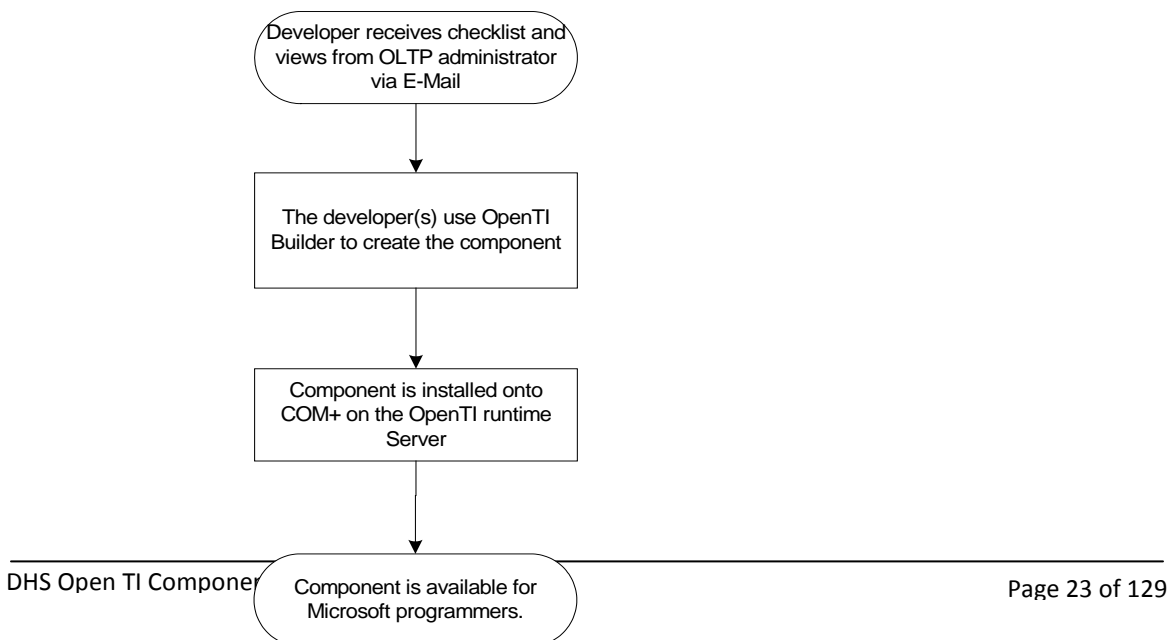 Developer receives checklist and
views from OLTP administrator
via E-Mail
The developer(s) use OpenTI
Builder to create the component
Component is installed onto
COM+ on the OpenTI runtime
Server
Component is available for
Microsoft programmers.
DHS Open TI
Page 23 of 129